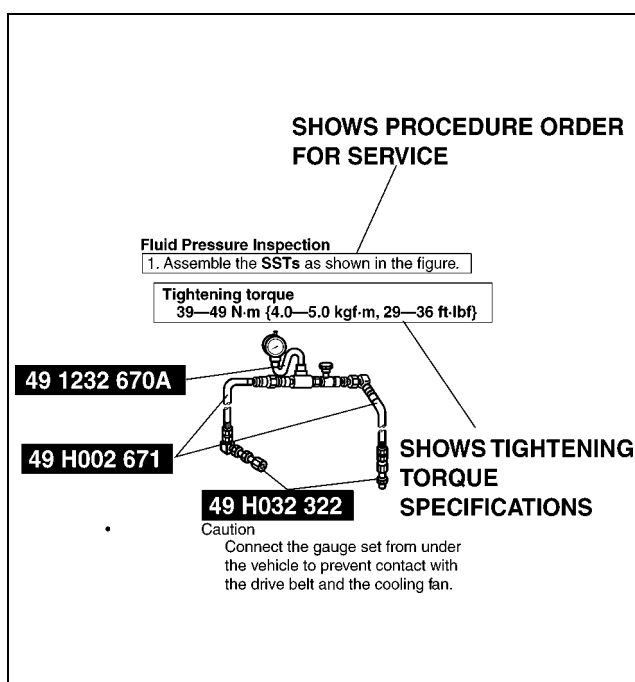 SHOWS PROCEDURE ORDER
FOR SERVICE
Fluid Pressure Inspection
1. Assemble the SSTs as shown in the figure.
Tightening torque
39—49 N·m {4.0—5.0 kgf·m, 29—36 ft·lbf}
49 1232 670A
49 H002 671
49 H032 322
SHOWS TIGHTENING
TORQUE
SPECIFICATIONS
Caution
Connect the gauge set from under
the vehicle to prevent contact with
the drive belt and the cooling fan.